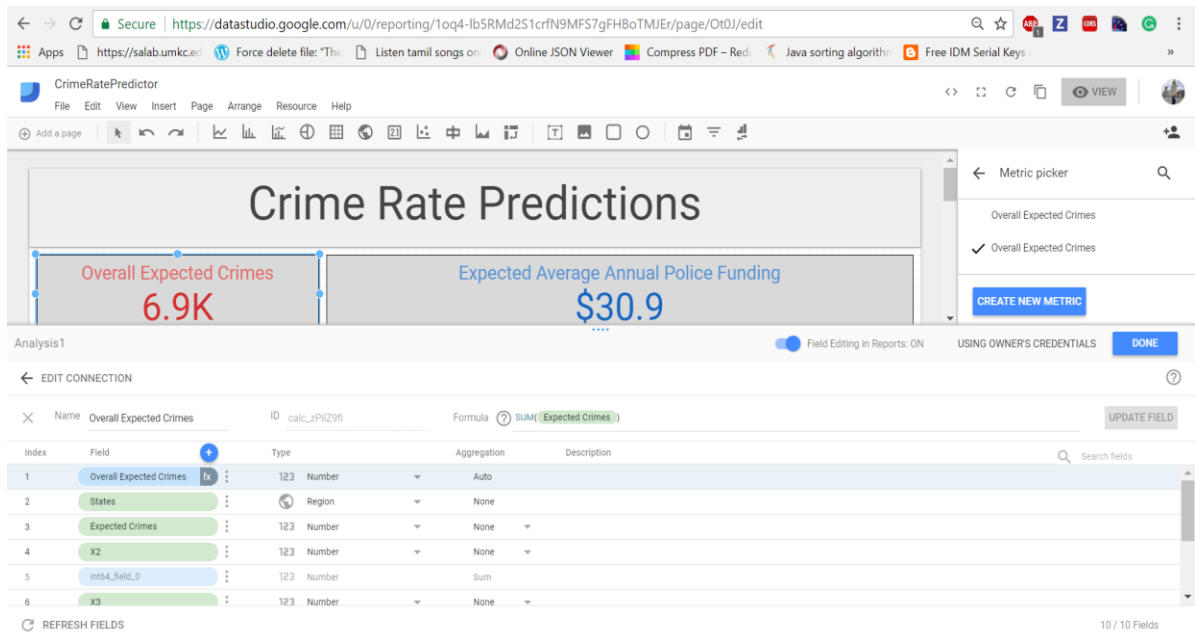 Secure https://datastudio.google.com/u/0/reporting/1oq4-lb5RMd2S1crfN9MFS7gFHBoTMJEr/page/Ot0J/edit
ABP 1 Z CORS G
Apps https://salab.umkc.ed Force delete file: "The Listen tamil songs on Online JSON Viewer Compress PDF – Redu Java sorting algorithm Free IDM Serial Keys »
CrimeRatePredictor
File Edit View Insert Page Arrange Resource Help
VIEW
Add a page
Crime Rate Predictions
Metric picker
Overall Expected Crimes
Overall Expected Crimes
CREATE NEW METRIC
Overall Expected Crimes
6.9K
Expected Average Annual Police Funding
$30.9
Analysis1
Field Editing in Reports: ON
USING OWNER'S CREDENTIALS
DONE
EDIT CONNECTION
Name Overall Expected Crimes ID calc_zPilZ9fi Formula SUM( Expected Crimes ) UPDATE FIELD
Index Field Type Aggregation Description Search fields
1 Overall Expected Crimes fx 123 Number Auto
2 States Region None
3 Expected Crimes 123 Number None
4 X2 123 Number None
5 int64_field_0 123 Number Sum
6 X3 123 Number None
REFRESH FIELDS
10 / 10 Fields